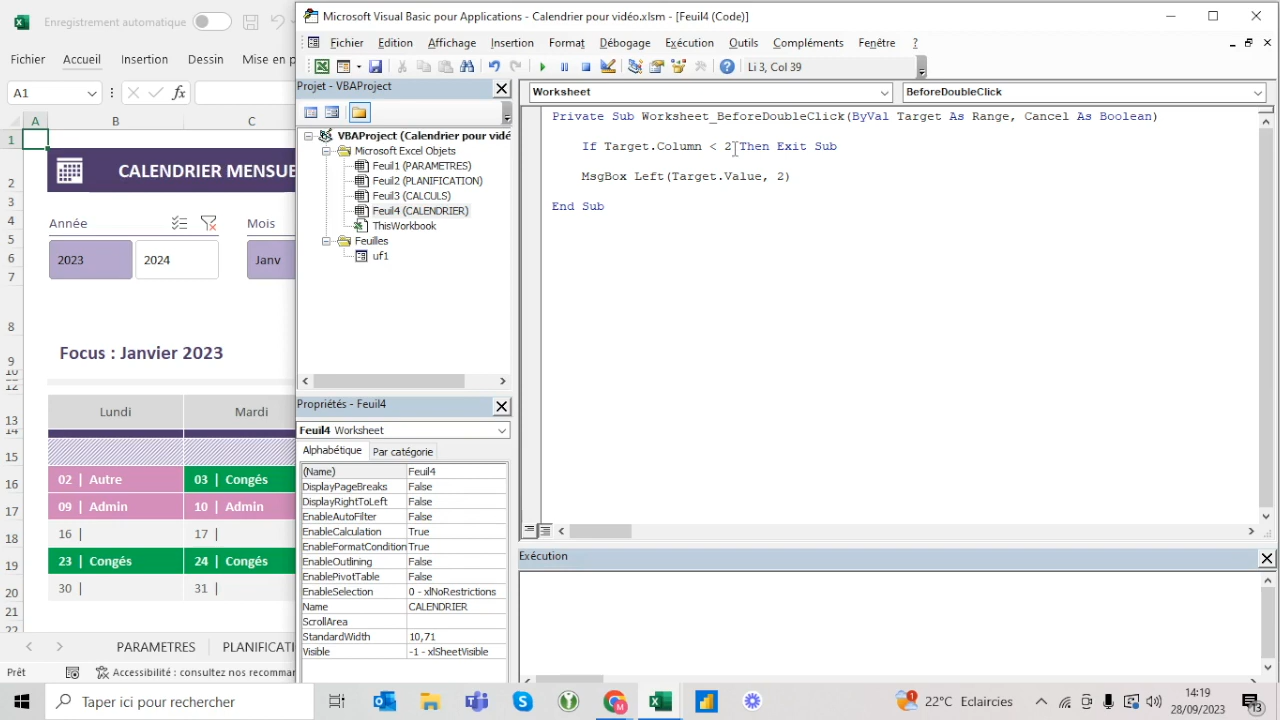 Enregistrement automatique
Microsoft Visual Basic pour Applications - Calendrier pour vidéo.xlsm - [Feuil4 (Code)]
Fichier Accueil Insertion Dessin Mise en p
Fichier Edition Affichage Insertion Format Débogage Exécution Outils Compléments Fenêtre ?
Li 3, Col 39
A1
fx
Projet - VBAProject
Worksheet
BeforeDoubleClick
A B C
1
2
3
4
5
6
7
8
9
10
12
13
14
15
16
17
18
19
20
21
22
CALENDRIER MENSUE
Année
Mois
2023
2024
Janv
Focus : Janvier 2023
Lundi Mardi
02 | Autre 03 | Congés
09 | Admin 10 | Admin
16 | 17 |
23 | Congés 24 | Congés
30 | 31 |
PARAMETRES PLANIFICATI
Prêt
Accessibilité : consultez nos recommar
VBAProject (Calendrier pour vidé
Microsoft Excel Objets
Feuil1 (PARAMETRES)
Feuil2 (PLANIFICATION)
Feuil3 (CALCULS)
Feuil4 (CALENDRIER)
ThisWorkbook
Feuilles
uf1
Private Sub Worksheet_BeforeDoubleClick(ByVal Target As Range, Cancel As Boolean)
If Target.Column < 2 Then Exit Sub
MsgBox Left(Target.Value, 2)
End Sub
Propriétés - Feuil4
Feuil4 Worksheet
Alphabétique Par catégorie
(Name) Feuil4
DisplayPageBreaks False
DisplayRightToLeft False
EnableAutoFilter False
EnableCalculation True
EnableFormatCondition True
EnableOutlining False
EnablePivotTable False
EnableSelection 0 - xlNoRestrictions
Name CALENDRIER
ScrollArea
StandardWidth 10,71
Visible -1 - xlSheetVisible
Exécution
Taper ici pour rechercher
22°C Eclaircies
14:19
28/09/2023
13